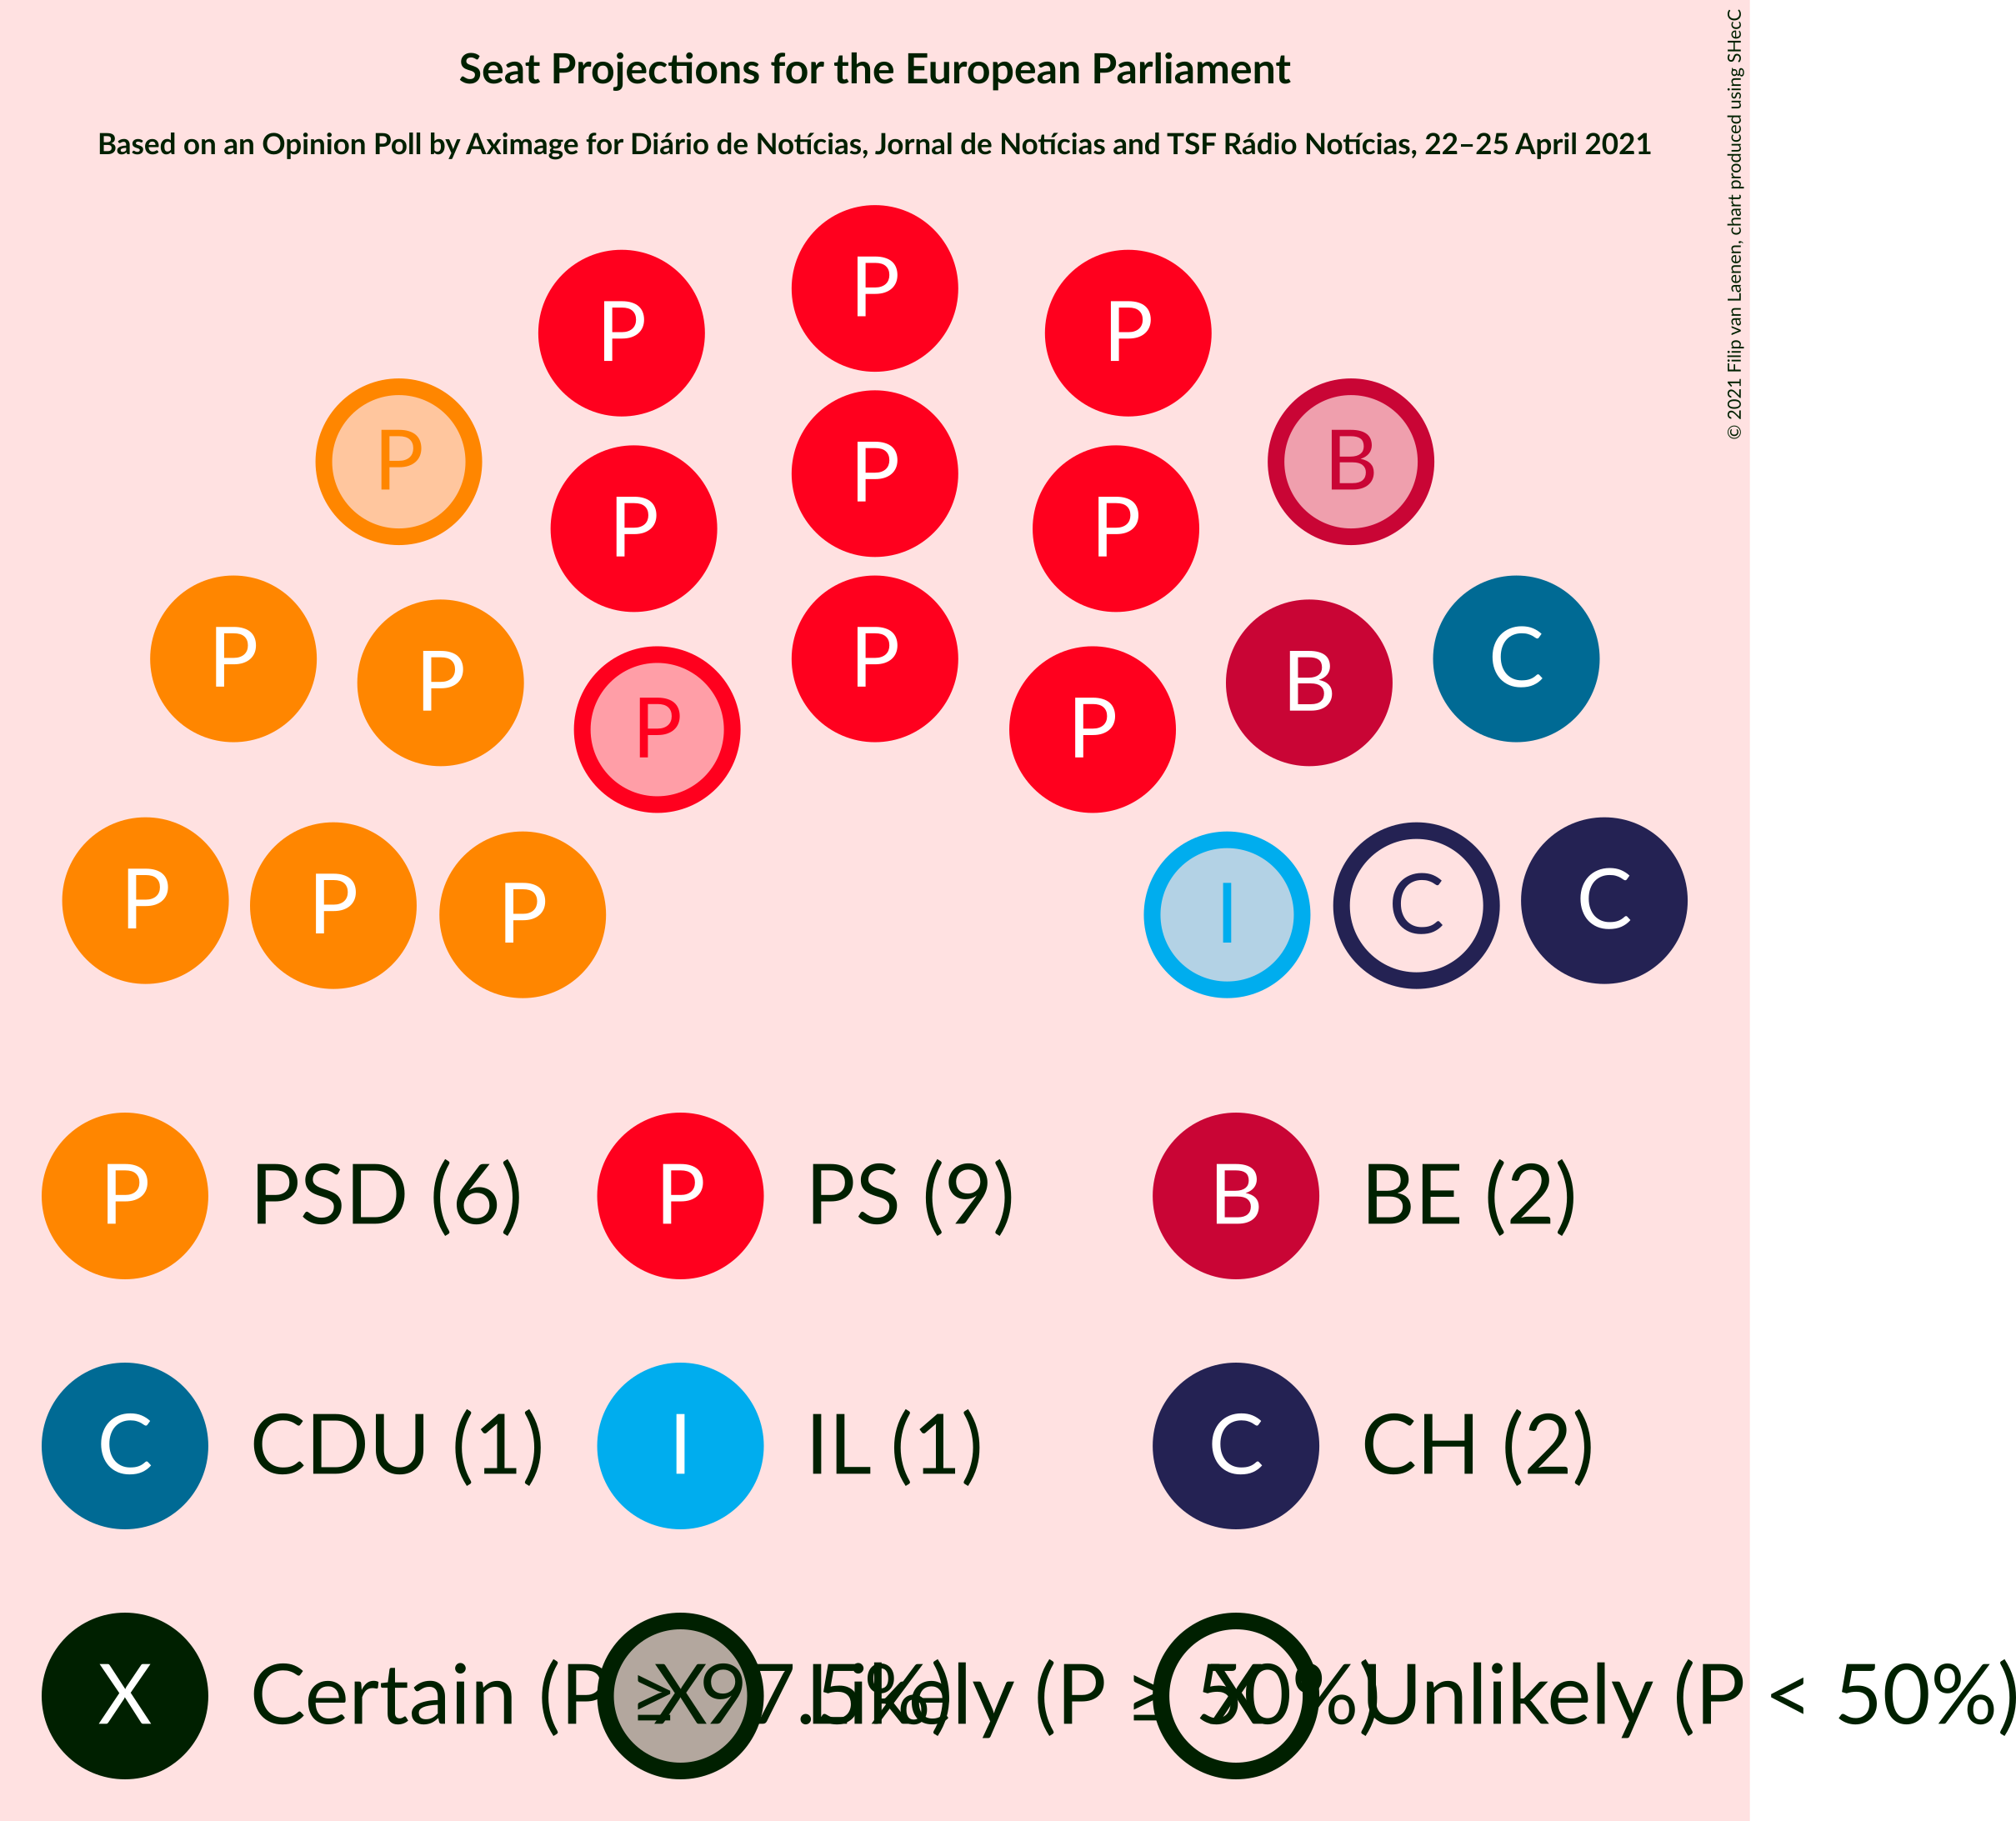 Seat Projections for the European Parliament
Based on an Opinion Poll by Aximage for Diário de Notícias, Jornal de Notícias and TSF Rádio Notícias, 22–25 April 2021
© 2021 Filip van Laenen, chart produced using SHecC
P
P P
P B
P
P P
P C
P B
P
P P
P C
P C
P I
P PSD (6) P PS (9) B BE (2)
C CDU (1) I IL (1) C CH (2)
X Certain (P ≥ 97.5%) X Likely (P ≥ 50%) X Unlikely (P < 50%)